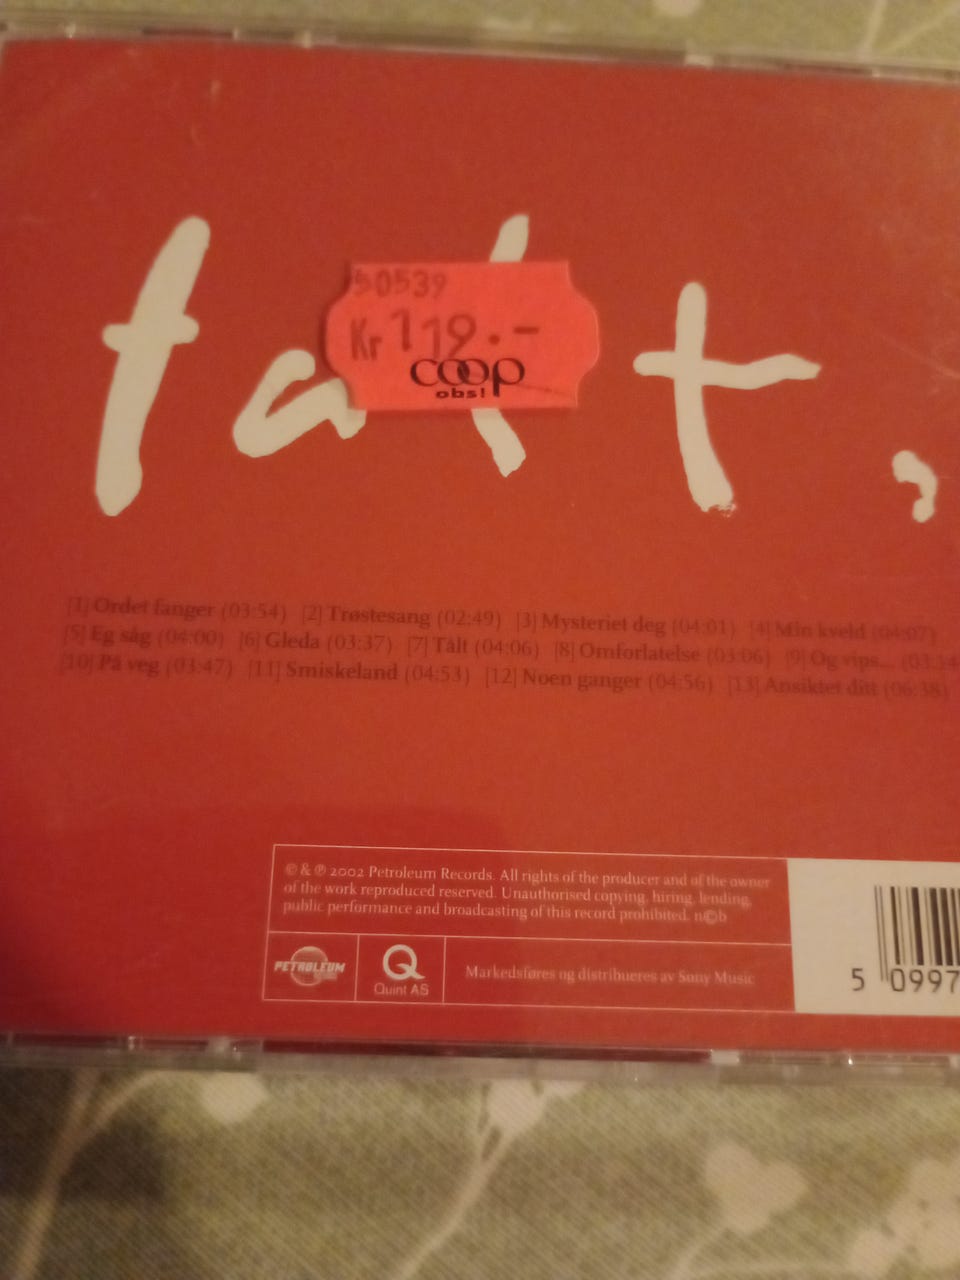 50539
Kr 119.-
coop
obs!
[1] Ordet fanger (03:54) [2] Trøstesang (02:49) [3] Mysteriet deg (04:01) [4] Min kveld (04:07)
[5] Eg såg (04:00) [6] Gleda (03:37) [7] Tålt (04:06) [8] Omforlatelse (03:06) [9] Og vips...
[10] På veg (03:47) [11] Smiskeland (04:53) [12] Noen ganger (04:56) [13] Ansiktet ditt (06:38)
© & ℗ 2002 Petroleum Records. All rights of the producer and of the owner
of the work reproduced reserved. Unauthorised copying, hiring, lending,
public performance and broadcasting of this record prohibited. n©b
PETROLEUM
Q
Quint AS
Markedsføres og distribueres av Sony Music
5 0997